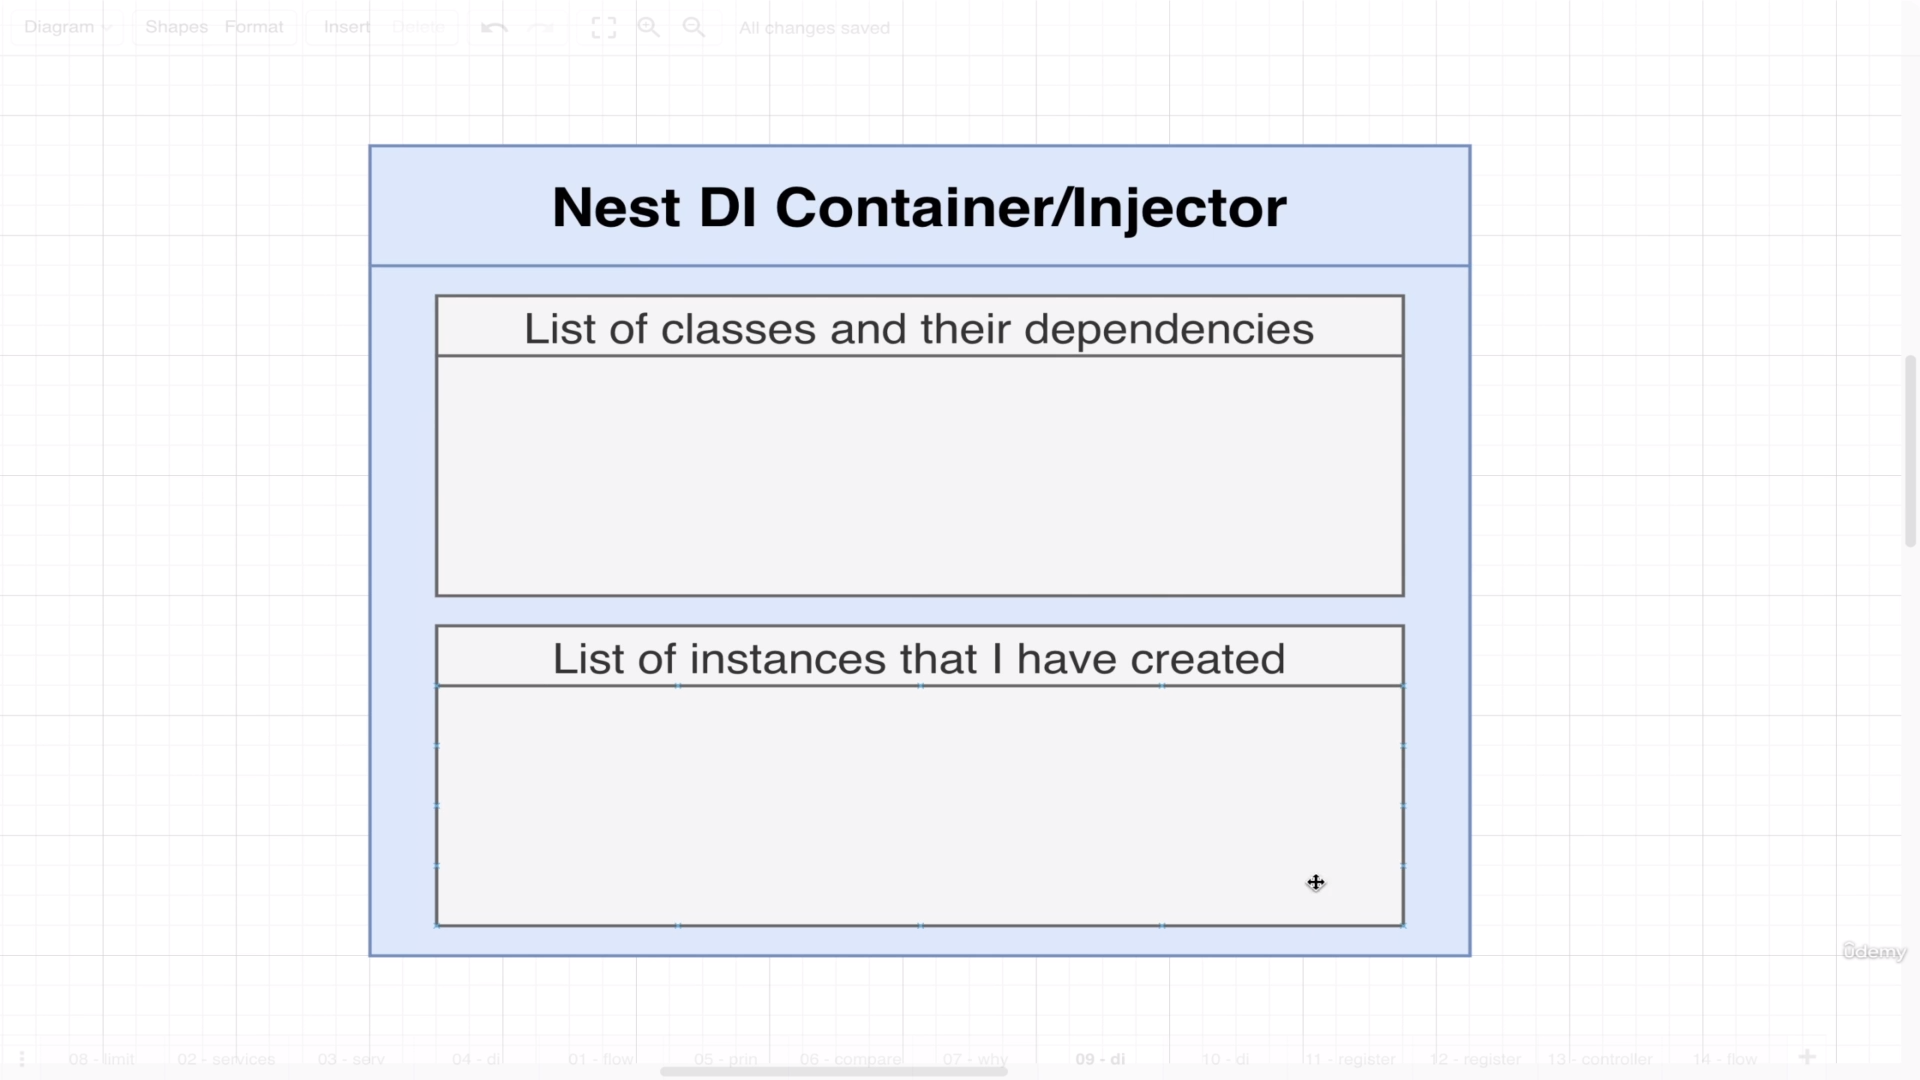 Diagram Shapes Format Insert Delete All changes saved
Nest DI Container/Injector
List of classes and their dependencies
List of instances that I have created
ûdemy
08 - limit 02 - services 03 - serv 04 - di 01 - flow 05 - prin 06 - compare 07 - why 09 - di 10 - di 11 - register 12 - register 13 - controller 14 - flow